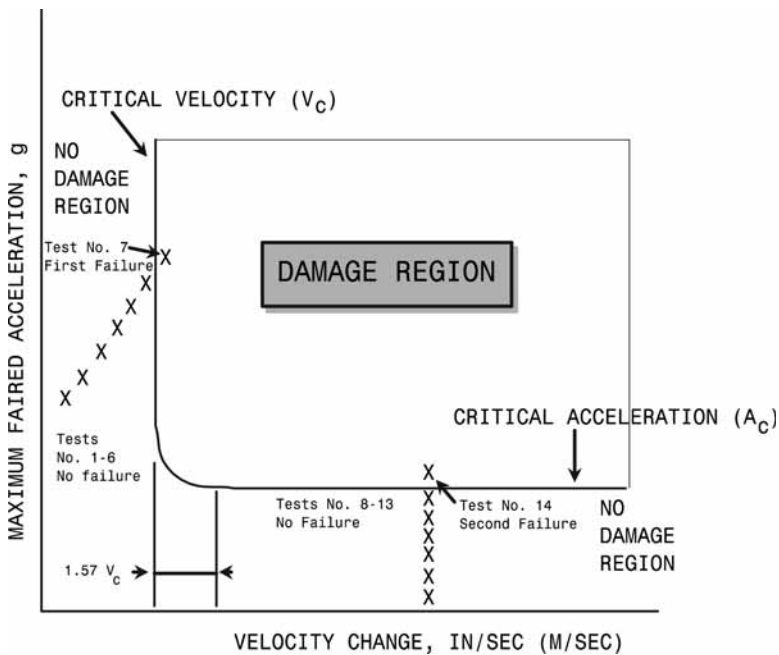 CRITICAL VELOCITY (VC)
NO
DAMAGE
REGION
Test No. 7
First Failure
X
X
X
X
X
X
X
DAMAGE REGION
CRITICAL ACCELERATION (AC)
Tests
No. 1-6
No failure
X
Tests No. 8-13
No Failure
Test No. 14
Second Failure
X
X
X
X
X
X
NO
DAMAGE
REGION
1.57 VC
MAXIMUM FAIRED ACCELERATION, g
VELOCITY CHANGE, IN/SEC (M/SEC)